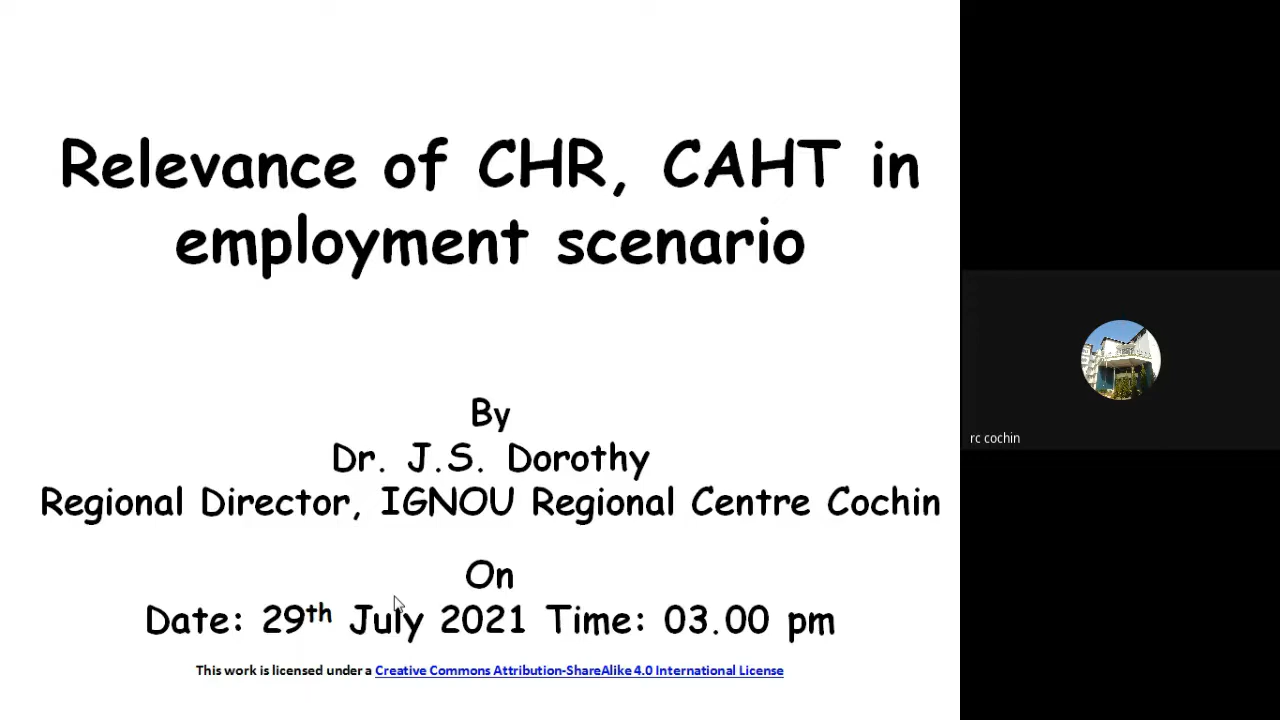 Relevance of CHR, CAHT in
employment scenario
By
Dr. J.S. Dorothy
Regional Director, IGNOU Regional Centre Cochin
On
Date: 29th July 2021 Time: 03.00 pm
This work is licensed under a Creative Commons Attribution-ShareAlike 4.0 International License
rc cochin